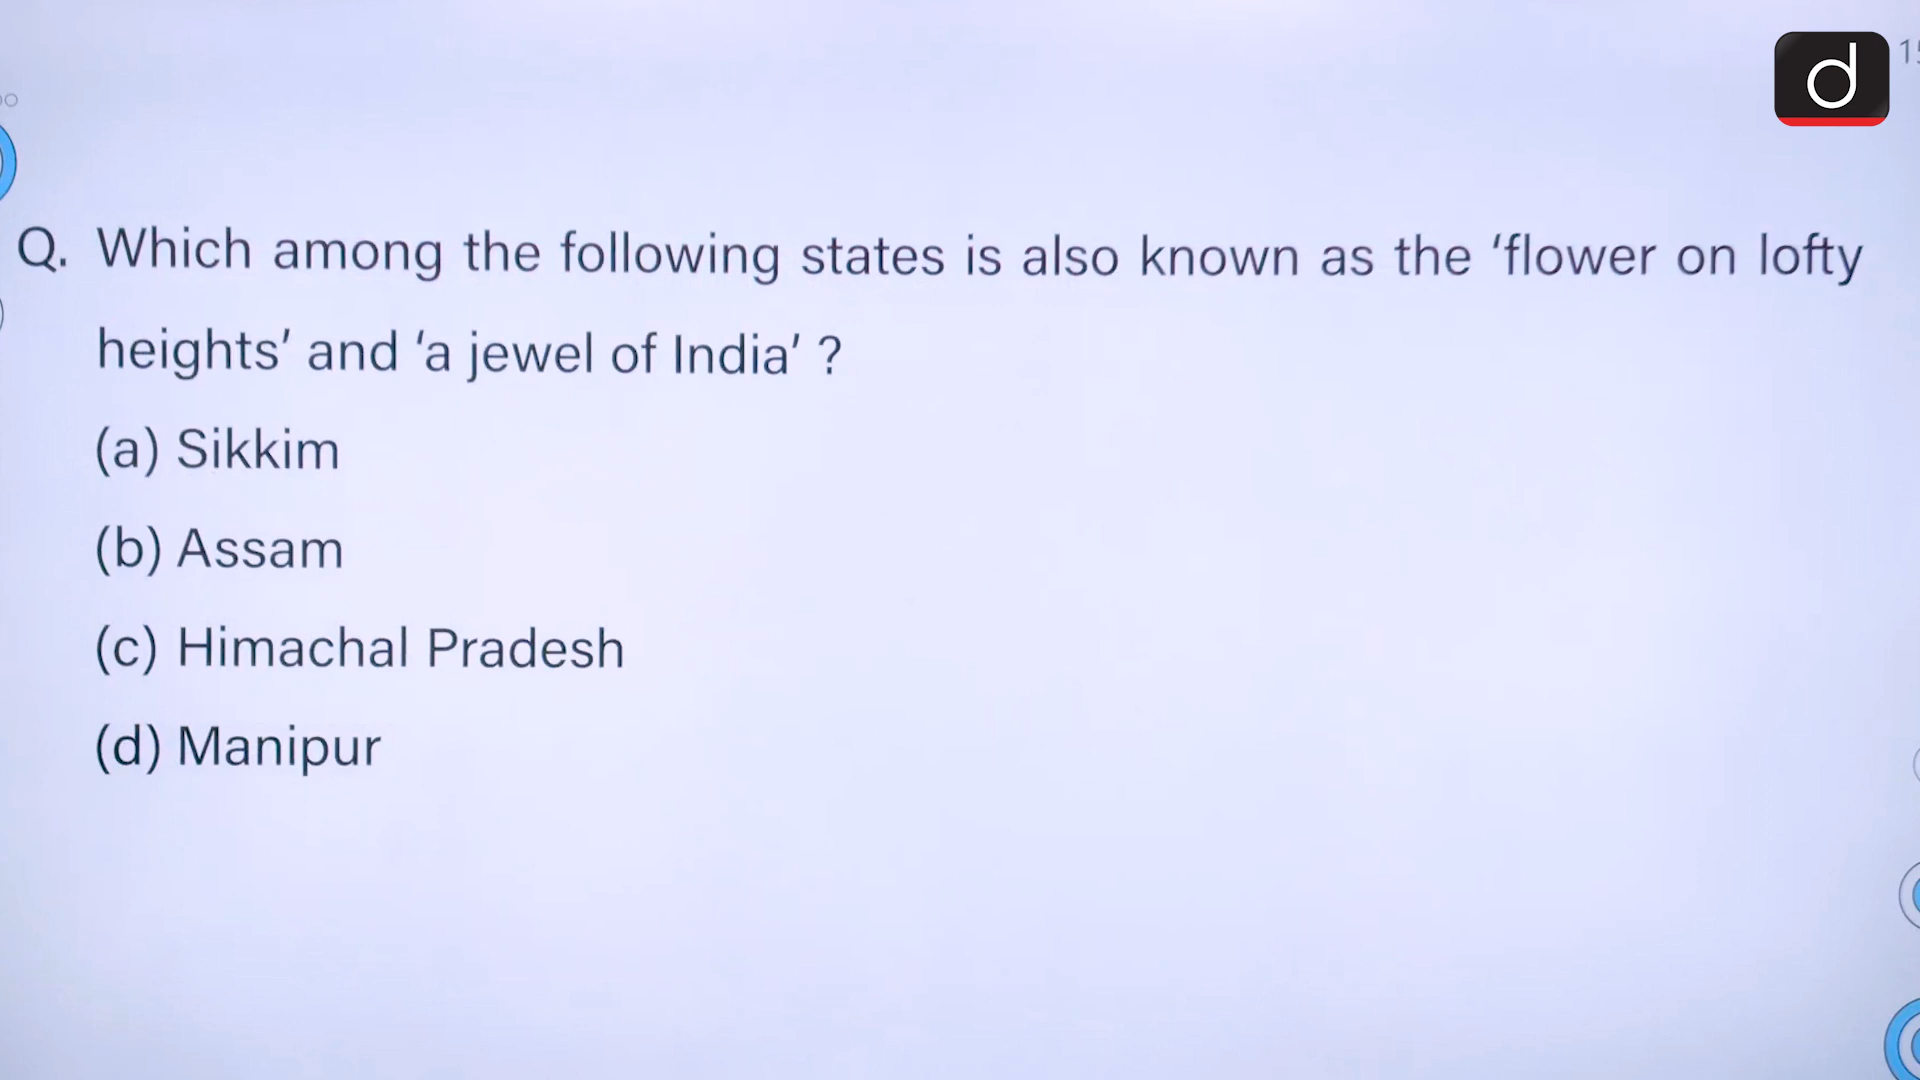 d
Q. Which among the following states is also known as the ‘flower on lofty
heights’ and ‘a jewel of India’ ?
(a) Sikkim
(b) Assam
(c) Himachal Pradesh
(d) Manipur